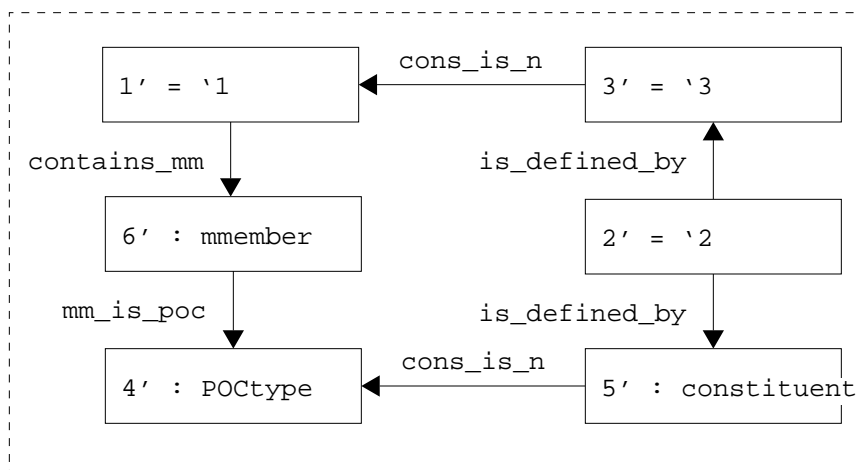 cons_is_n
1’ = ‘1
3’ = ‘3
contains_mm
is_defined_by
6’ : mmember
2’ = ‘2
mm_is_poc
is_defined_by
cons_is_n
4’ : POCtype
5’ : constituent